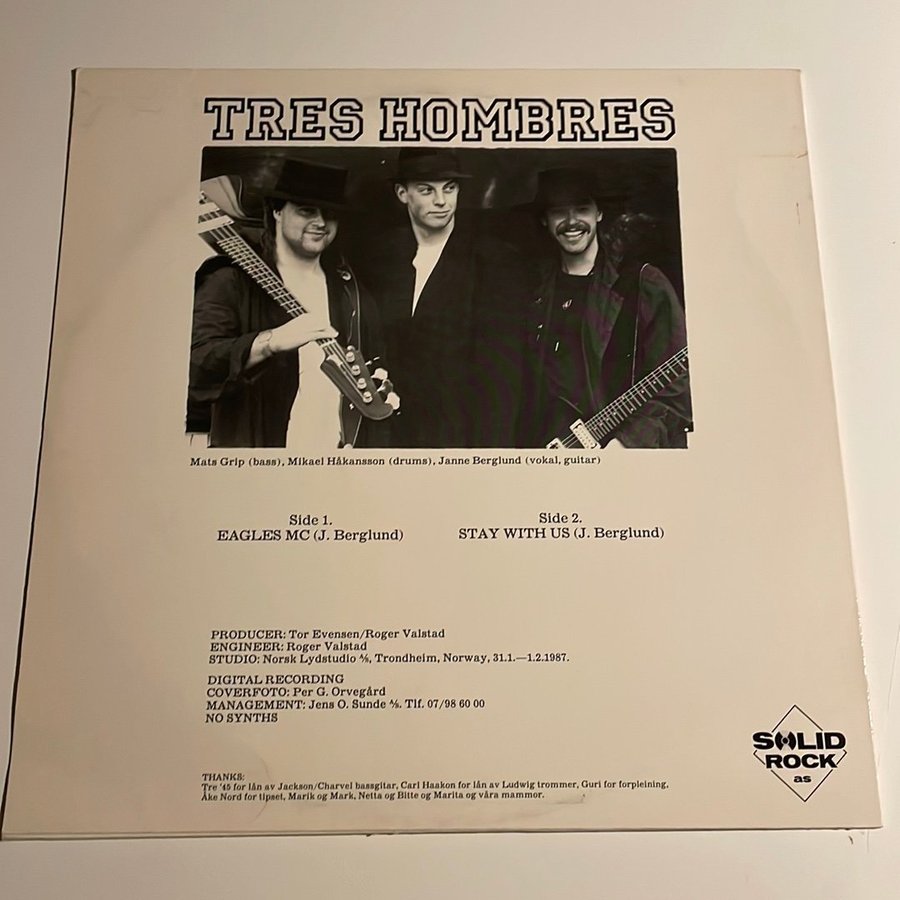 TRES HOMBRES
Mats Grip (bass), Mikael Håkansson (drums), Janne Berglund (vokal, guitar)
Side 1.
EAGLES MC (J. Berglund)
Side 2.
STAY WITH US (J. Berglund)
PRODUCER: Tor Evensen/Roger Valstad
ENGINEER: Roger Valstad
STUDIO: Norsk Lydstudio A/S, Trondheim, Norway, 31.1.—1.2.1987.
DIGITAL RECORDING
COVERFOTO: Per G. Orvegård
MANAGEMENT: Jens O. Sunde A/S. Tlf. 07/98 60 00
NO SYNTHS
THANKS:
Tre '45 for lån av Jackson/Charvel bassgitar, Carl Haakon for lån av Ludwig trommer, Guri for forpleining,
Åke Nord for tipset, Marik og Mark, Netta og Bitte og Marita og våra mammor.
SOLID
ROCK
as